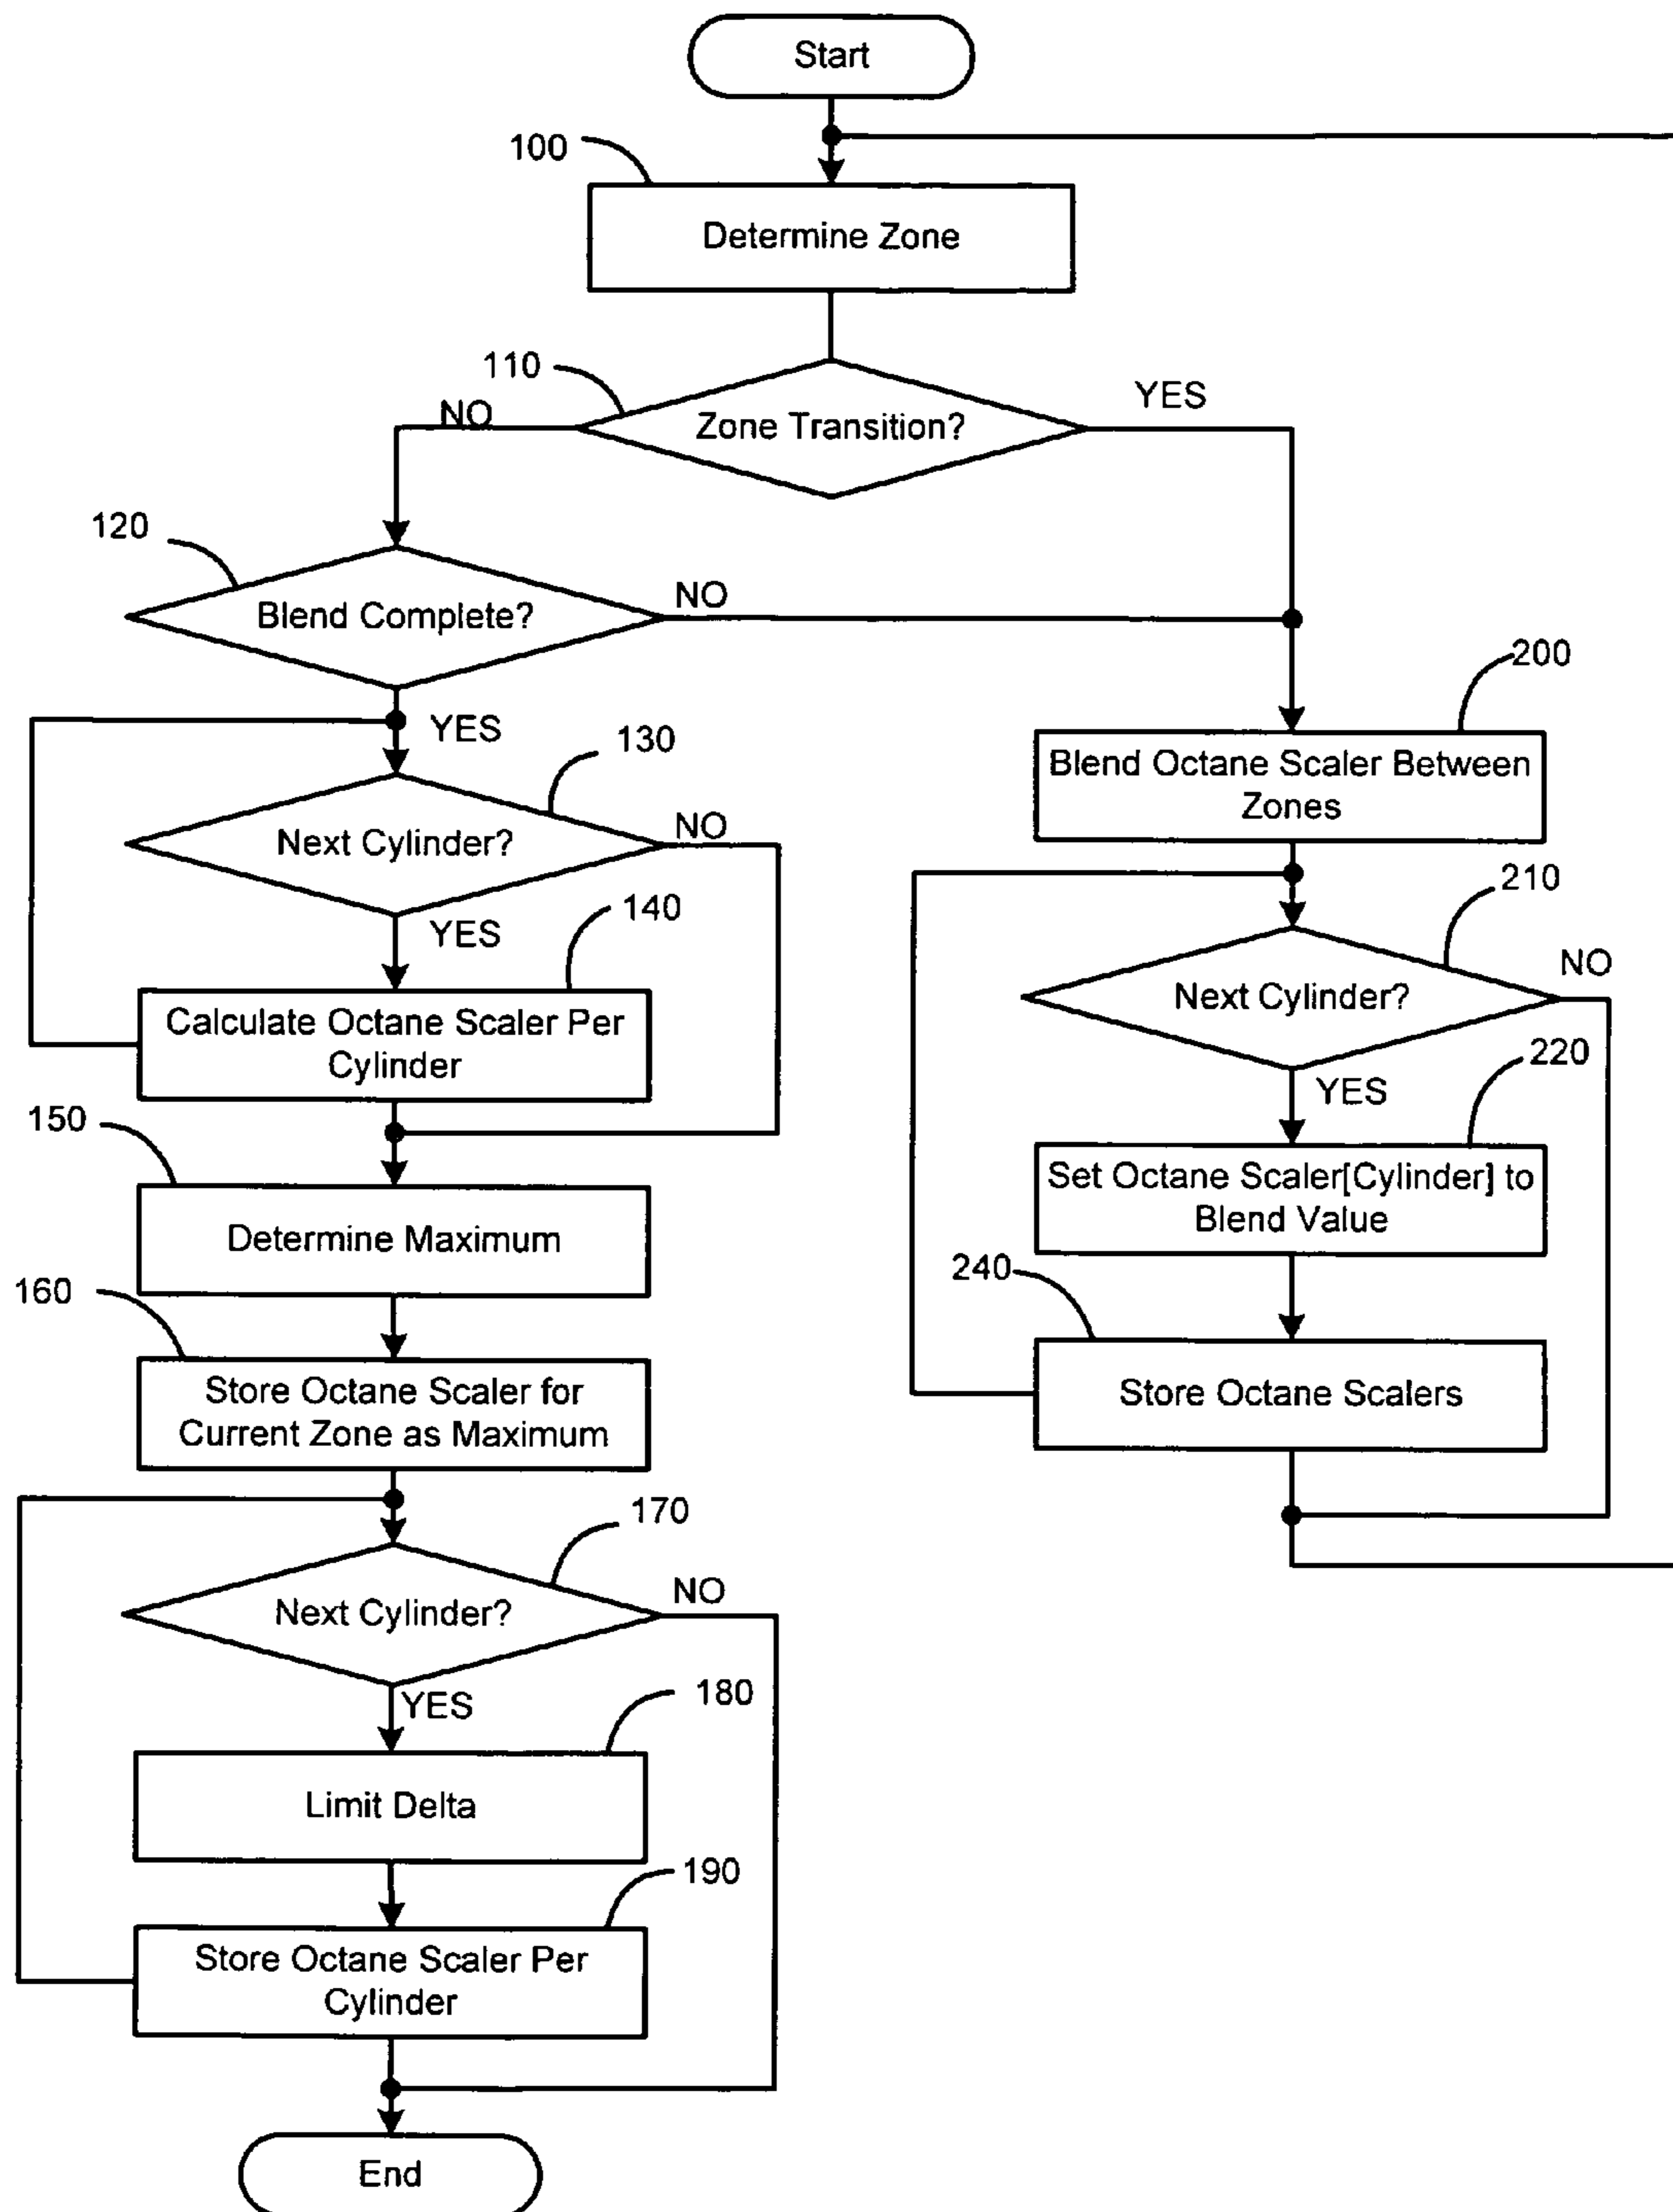 Start
100
Determine Zone
110
Zone Transition?
NO
YES
120
Blend Complete?
NO
YES
130
Next Cylinder?
NO
YES
140
Calculate Octane Scaler Per
Cylinder
150
Determine Maximum
160
Store Octane Scaler for
Current Zone as Maximum
170
Next Cylinder?
NO
YES
180
Limit Delta
190
Store Octane Scaler Per
Cylinder
End
200
Blend Octane Scaler Between
Zones
210
Next Cylinder?
NO
YES
220
Set Octane Scaler[Cylinder] to
Blend Value
240
Store Octane Scalers